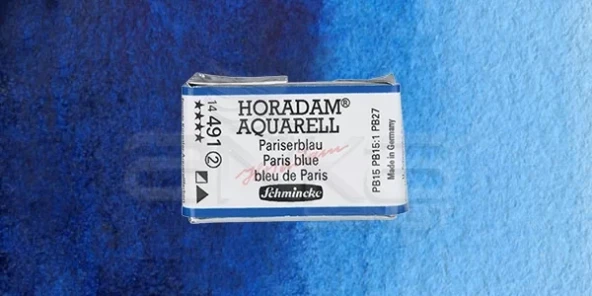 HORADAM®
AQUARELL
Pariserblau
Paris blue
bleu de Paris
Schmincke
14 491 ②
★★★★
PB15 PB15:1 PB27
Made in Germany